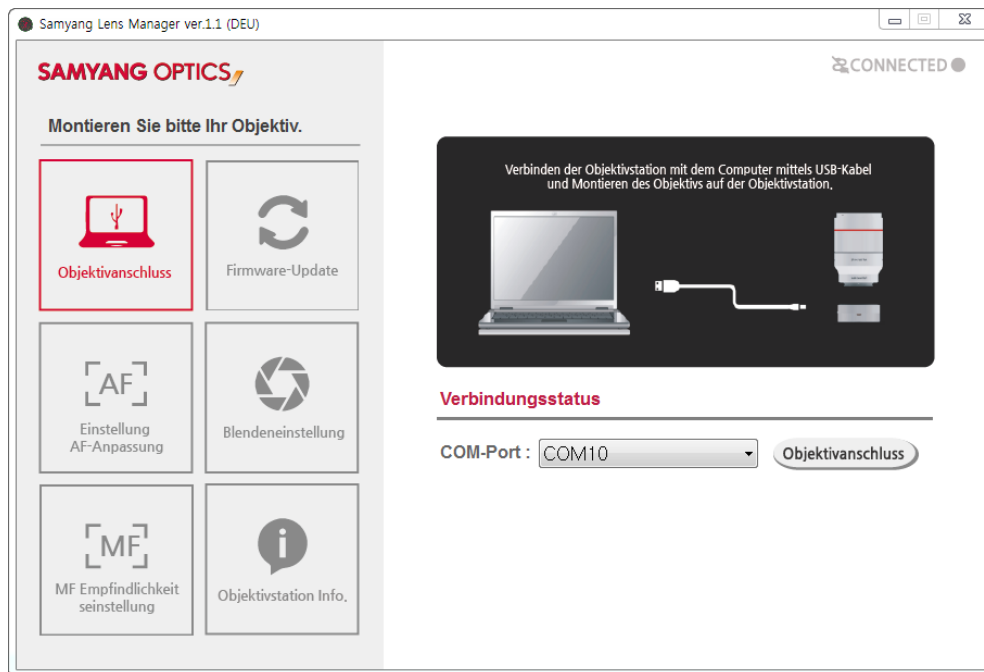 Samyang Lens Manager ver.1.1 (DEU)
SAMYANG OPTICS
CONNECTED
Montieren Sie bitte Ihr Objektiv.
Objektivanschluss
Firmware-Update
AF
Einstellung
AF-Anpassung
Blendeneinstellung
MF
MF Empfindlichkeit
seinstellung
i
Objektivstation Info.
Verbinden der Objektivstation mit dem Computer mittels USB-Kabel
und Montieren des Objektivs auf der Objektivstation.
Verbindungsstatus
COM-Port : COM10 Objektivanschluss